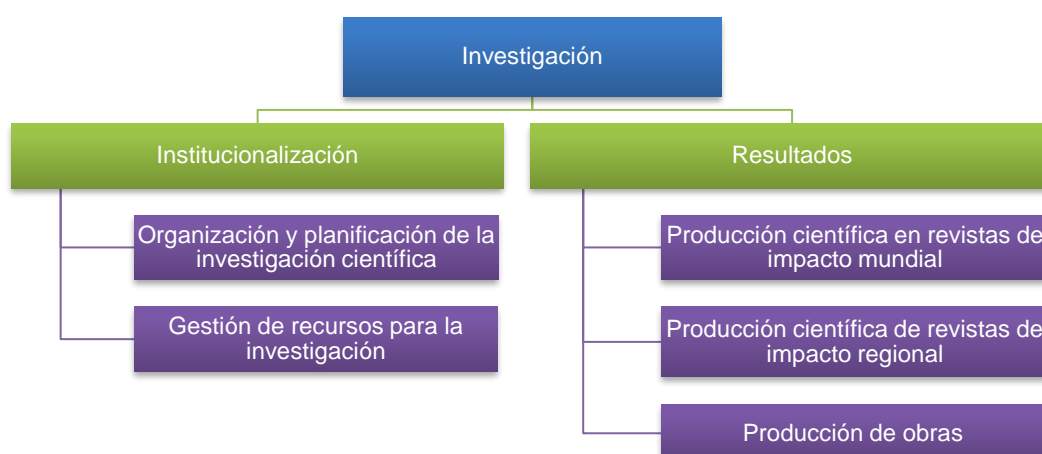 Investigación
Institucionalización
Organización y planificación de la
investigación científica
Gestión de recursos para la
investigación
Resultados
Producción científica en revistas de
impacto mundial
Producción científica de revistas de
impacto regional
Producción de obras